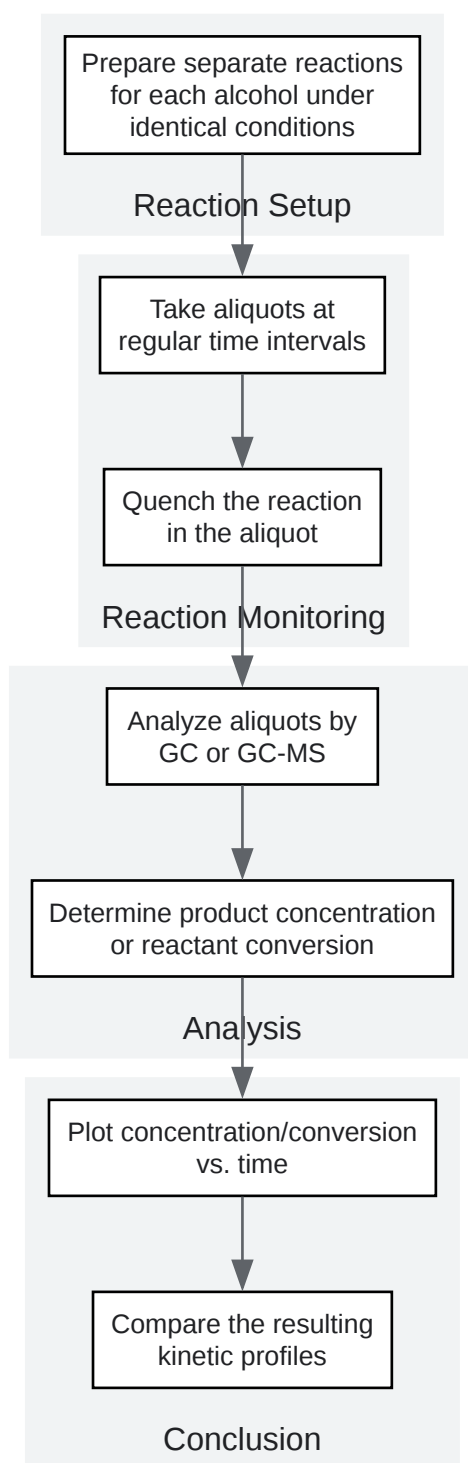 Prepare separate reactions
for each alcohol under
identical conditions
Reaction Setup
Take aliquots at
regular time intervals
Quench the reaction
in the aliquot
Reaction Monitoring
Analyze aliquots by
GC or GC-MS
Determine product concentration
or reactant conversion
Analysis
Plot concentration/conversion
vs. time
Compare the resulting
kinetic profiles
Conclusion